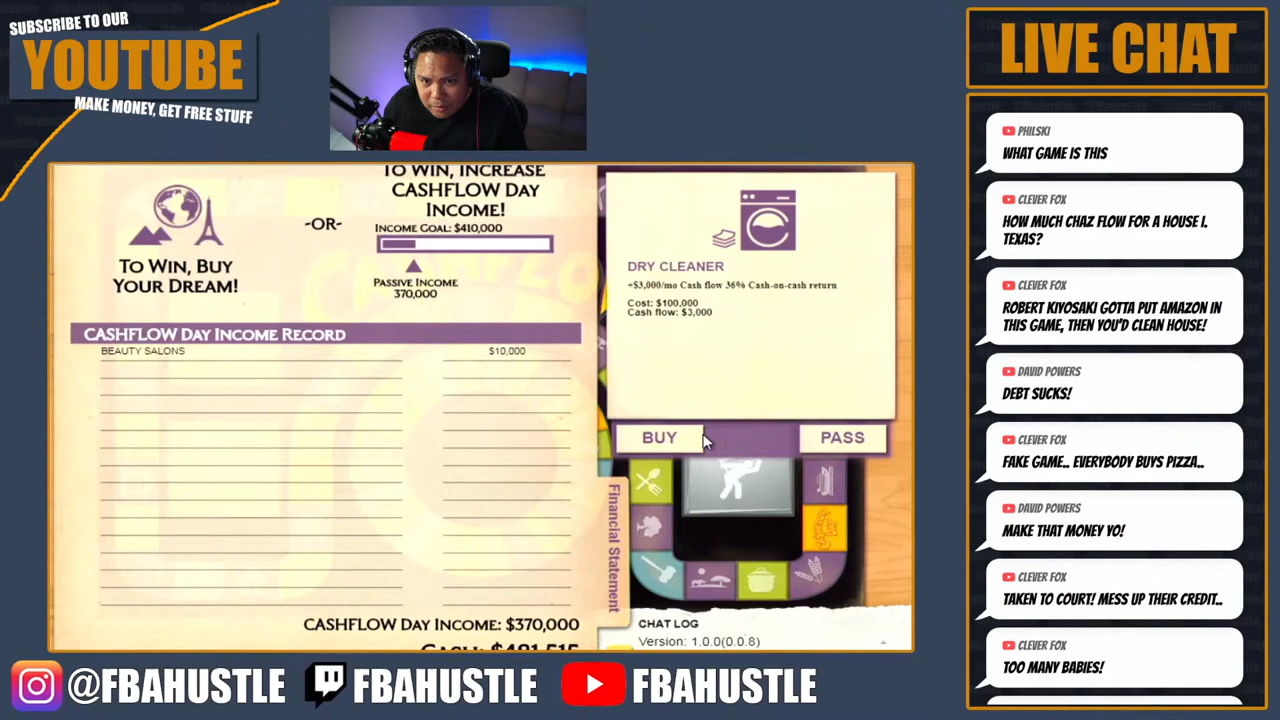 SUBSCRIBE TO OUR
YOUTUBE
MAKE MONEY, GET FREE STUFF
TO WIN, INCREASE
CASHFLOW DAY
INCOME!
-OR-
INCOME GOAL: $410,000
TO WIN, BUY
YOUR DREAM!
PASSIVE INCOME
370,000
CASHFLOW DAY INCOME RECORD
BEAUTY SALONS $10,000
CASHFLOW DAY INCOME: $370,000
DRY CLEANER
+$3,000/mo Cash flow 36% Cash-on-cash return
Cost: $100,000
Cash flow: $3,000
BUY
PASS
Financial Statement
CHAT LOG
Version: 1.0.0(0.0.8)
LIVE CHAT
PHILSKI
WHAT GAME IS THIS
CLEVER FOX
HOW MUCH CHAZ FLOW FOR A HOUSE I.
TEXAS?
CLEVER FOX
ROBERT KIYOSAKI GOTTA PUT AMAZON IN
THIS GAME, THEN YOU'D CLEAN HOUSE!
DAVID POWERS
DEBT SUCKS!
CLEVER FOX
FAKE GAME.. EVERYBODY BUYS PIZZA..
DAVID POWERS
MAKE THAT MONEY YO!
CLEVER FOX
TAKEN TO COURT! MESS UP THEIR CREDIT..
CLEVER FOX
TOO MANY BABIES!
@FBAHUSTLE
FBAHUSTLE
FBAHUSTLE